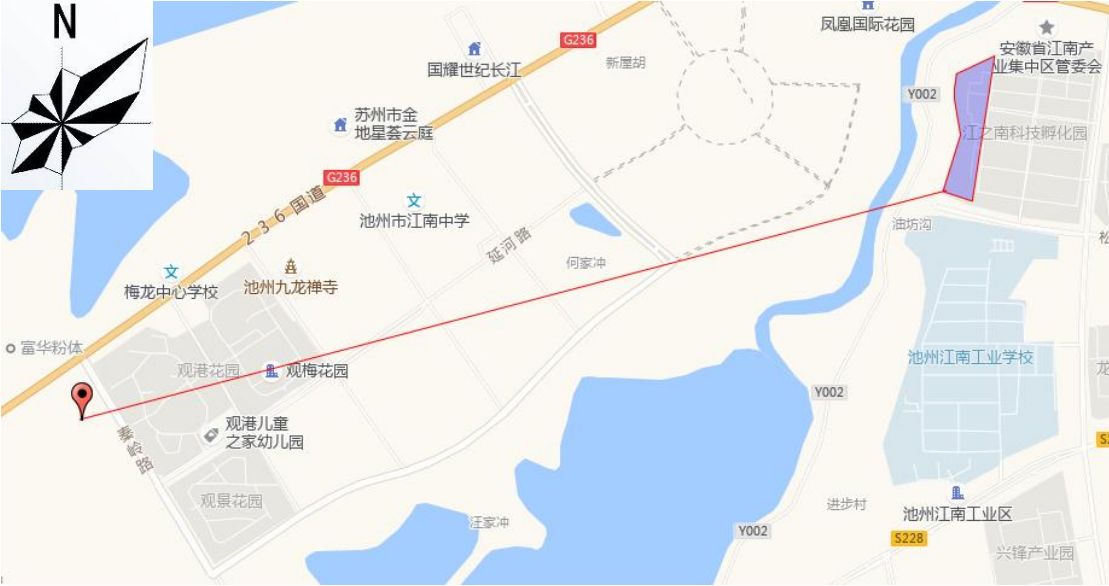 N
凤凰国际花园
G236
国耀世纪长江
新屋胡
安徽省江南产
业集中区管委会
Y002
苏州市金
地星荟云庭
江之南科技孵化园
G236
236国道
池州市江南中学
油坊沟
松
延河路
何家冲
池州九龙禅寺
梅龙中心学校
富华粉体
观港花园
观梅花园
池州江南工业学校
龙
Y002
观港儿童
之家幼儿园
秦岭路
S2
观景花园
进步村
池州江南工业区
汪家冲
Y002
S228
兴锋产业园